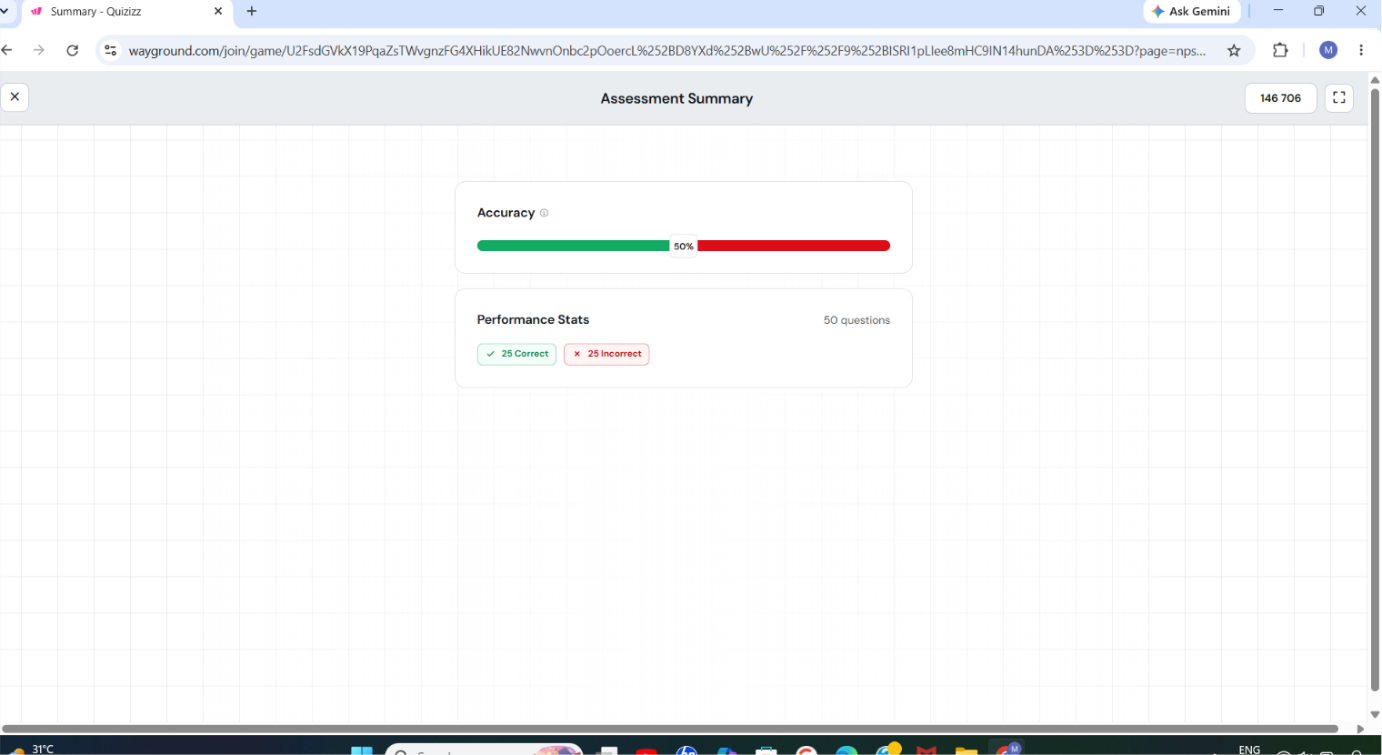 Summary - Quizizz
Ask Gemini
wayground.com/join/game/U2FsdGVkX19PqaZsTWvgnzFG4XHikUE82NwvnOnbc2pOoercL%252BD8YXd%252BwU%252F%252F9%252BISRI1pLlee8mHC9IN14hunDA%253D%253D?page=nps...
M
Assessment Summary
146 706
Accuracy
50%
Performance Stats
50 questions
25 Correct
25 Incorrect
31°C
ENG